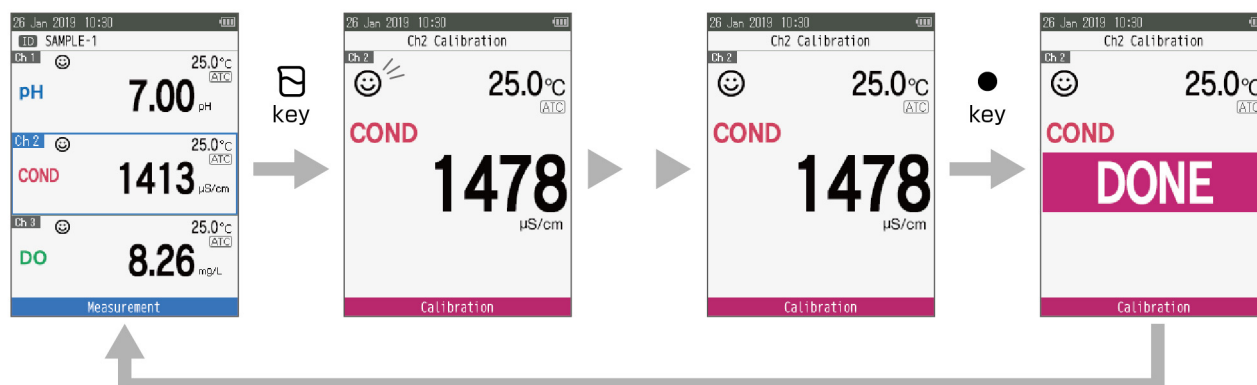 26 Jan 2019 10:30
ID SAMPLE-1
Ch 1
25.0°c
ATC
pH
7.00 pH
Ch 2
25.0°c
ATC
COND
1413 µS/cm
Ch 3
25.0°c
ATC
DO
8.26 mg/L
Measurement
key
26 Jan 2019 10:30
Ch2 Calibration
Ch 2
25.0°c
ATC
COND
1478
µS/cm
Calibration
26 Jan 2019 10:30
Ch2 Calibration
Ch 2
25.0°c
ATC
COND
1478
µS/cm
Calibration
key
26 Jan 2019 10:30
Ch2 Calibration
Ch 2
25.0°c
ATC
COND
DONE
Calibration